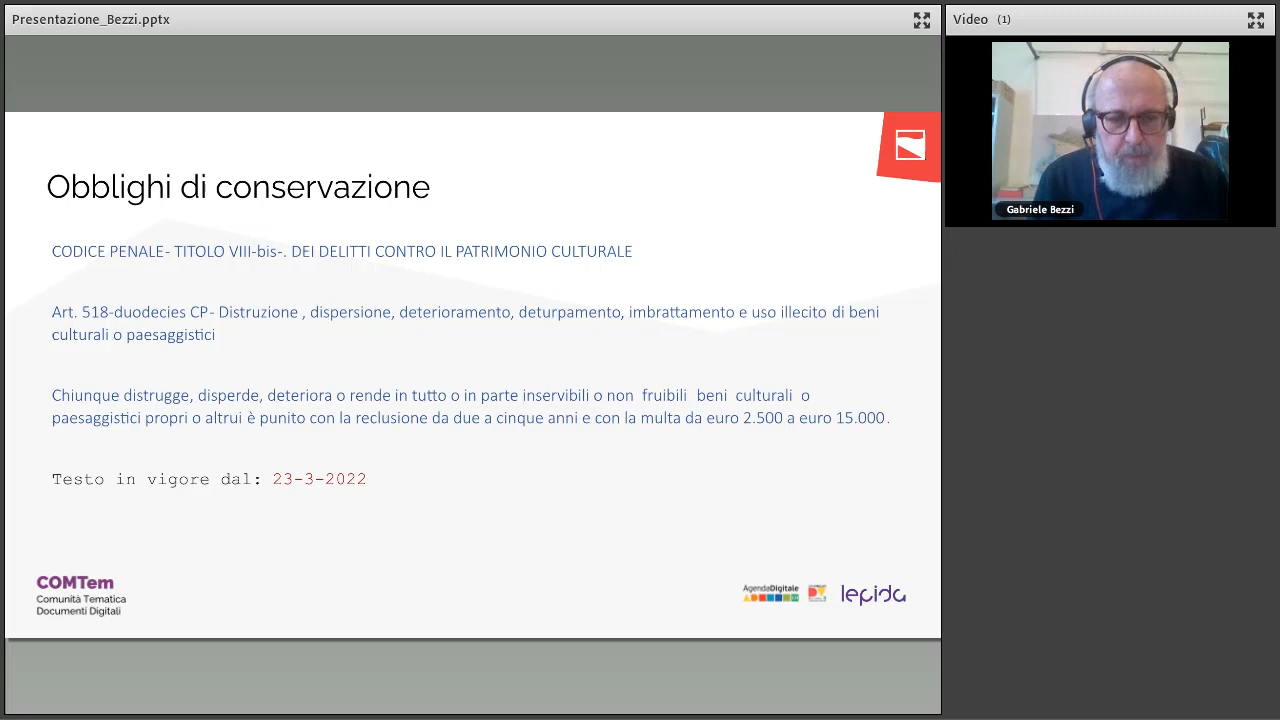 Presentazione_Bezzi.pptx
Video (1)
Gabriele Bezzi
Obblighi di conservazione
CODICE PENALE- TITOLO VIII-bis-. DEI DELITTI CONTRO IL PATRIMONIO CULTURALE
Art. 518-duodecies CP- Distruzione , dispersione, deterioramento, deturpamento, imbrattamento e uso illecito di beni
culturali o paesaggistici
Chiunque distrugge, disperde, deteriora o rende in tutto o in parte inservibili o non fruibili beni culturali o
paesaggistici propri o altrui è punito con la reclusione da due a cinque anni e con la multa da euro 2.500 a euro 15.000.
Testo in vigore dal: 23-3-2022
COMTem
Comunità Tematica
Documenti Digitali
AgendaDigitale
lepida